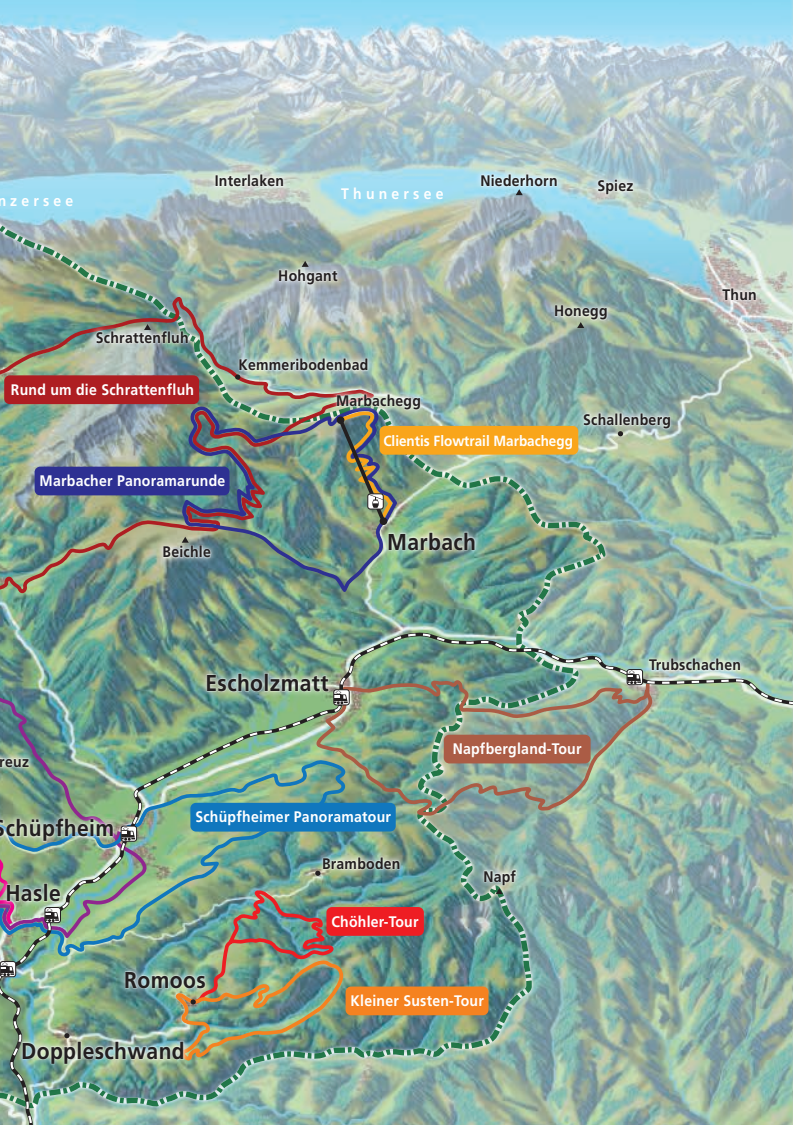 Interlaken
Thunersee
Niederhorn
Spiez
nzersee
Hohgant
Thun
Honegg
Schrattenfluh
Kemmeribodenbad
Rund um die Schrattenfluh
Marbachegg
Schallenberg
Clientis Flowtrail Marbachegg
Marbacher Panoramarunde
Marbach
Beichle
Trubschachen
Escholzmatt
Napfbergland-Tour
reuz
Schüpfheimer Panoramatour
Schüpfheim
Bramboden
Napf
Hasle
Chöhler-Tour
Romoos
Kleiner Susten-Tour
Doppleschwand